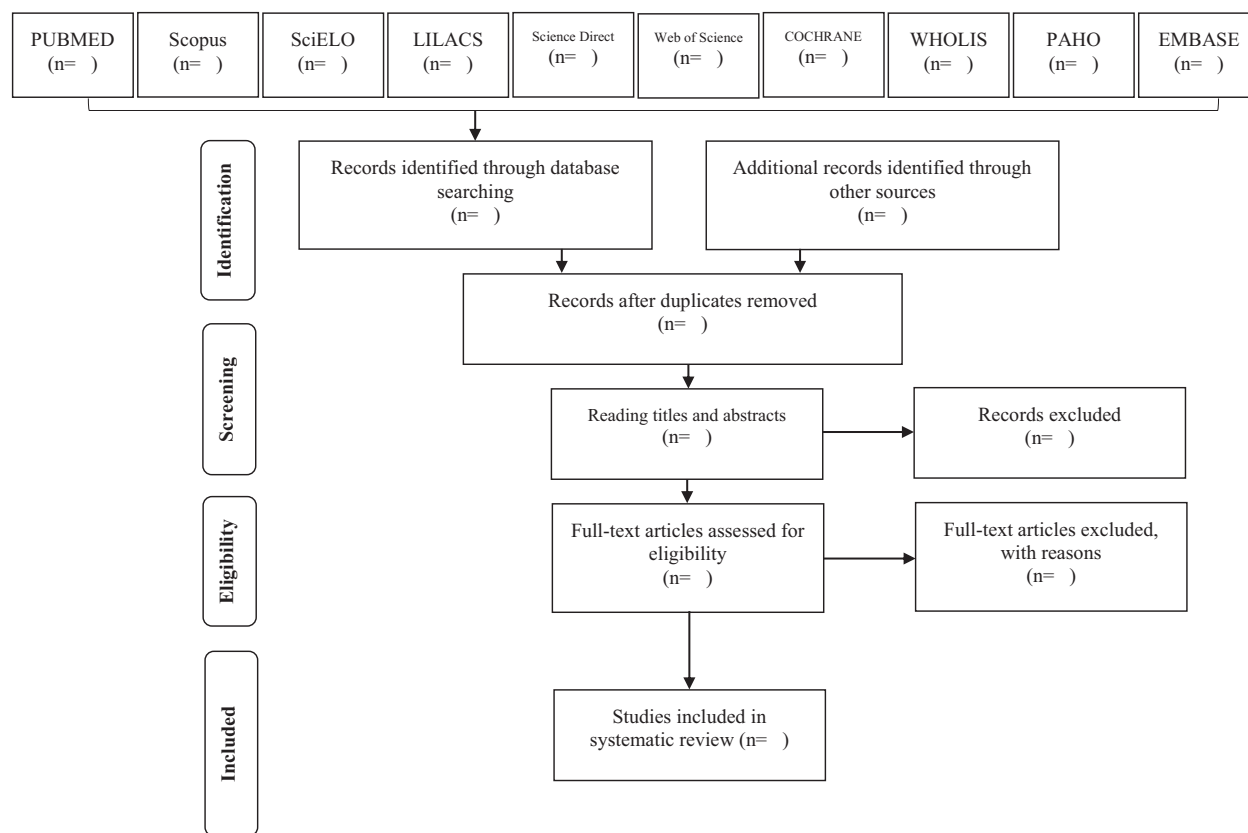 PUBMED
(n= )
Scopus
(n= )
SciELO
(n= )
LILACS
(n= )
Science Direct
(n= )
Web of Science
(n= )
COCHRANE
(n= )
WHOLIS
(n= )
PAHO
(n= )
EMBASE
(n= )
Identification
Records identified through database
searching
(n= )
Additional records identified through
other sources
(n= )
Records after duplicates removed
(n= )
Screening
Reading titles and abstracts
(n= )
Records excluded
(n= )
Eligibility
Full-text articles assessed for
eligibility
(n= )
Full-text articles excluded,
with reasons
(n= )
Included
Studies included in
systematic review (n= )